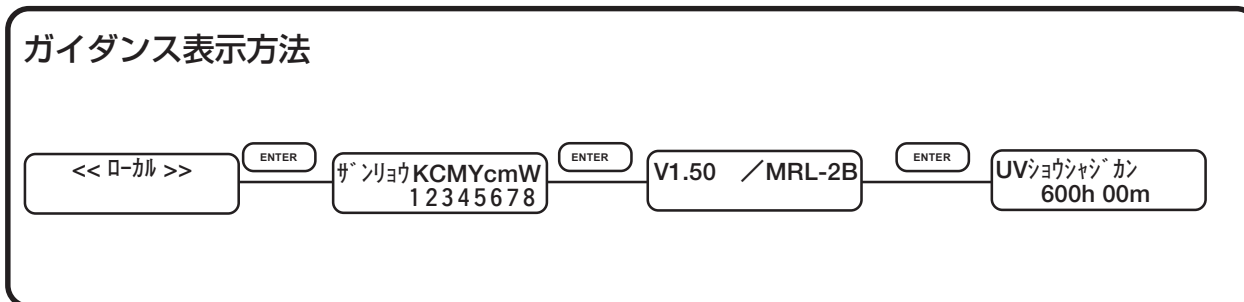 ガイダンス表示方法
<< ﾛｰｶﾙ >>
ENTER
ｻﾞﾝﾘｮｳKCMYcmW
12345678
ENTER
V1.50 ／MRL-2B
ENTER
UVｼｮｳｼｬｼﾞｶﾝ
600h 00m